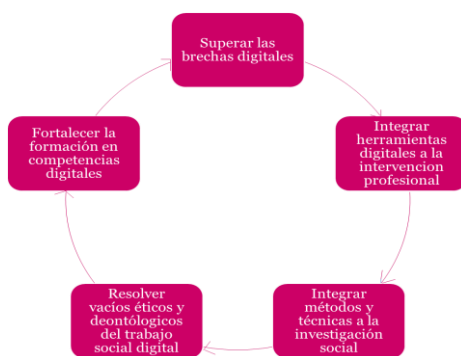 Superar las
brechas digitales
Integrar
herramientas
digitales a la
intervencion
profesional
Integrar
métodos y
técnicas a la
investigación
social
Resolver
vacíos éticos y
deontólogicos
del trabajo
social digital
Fortalecer la
formación en
competencias
digitales